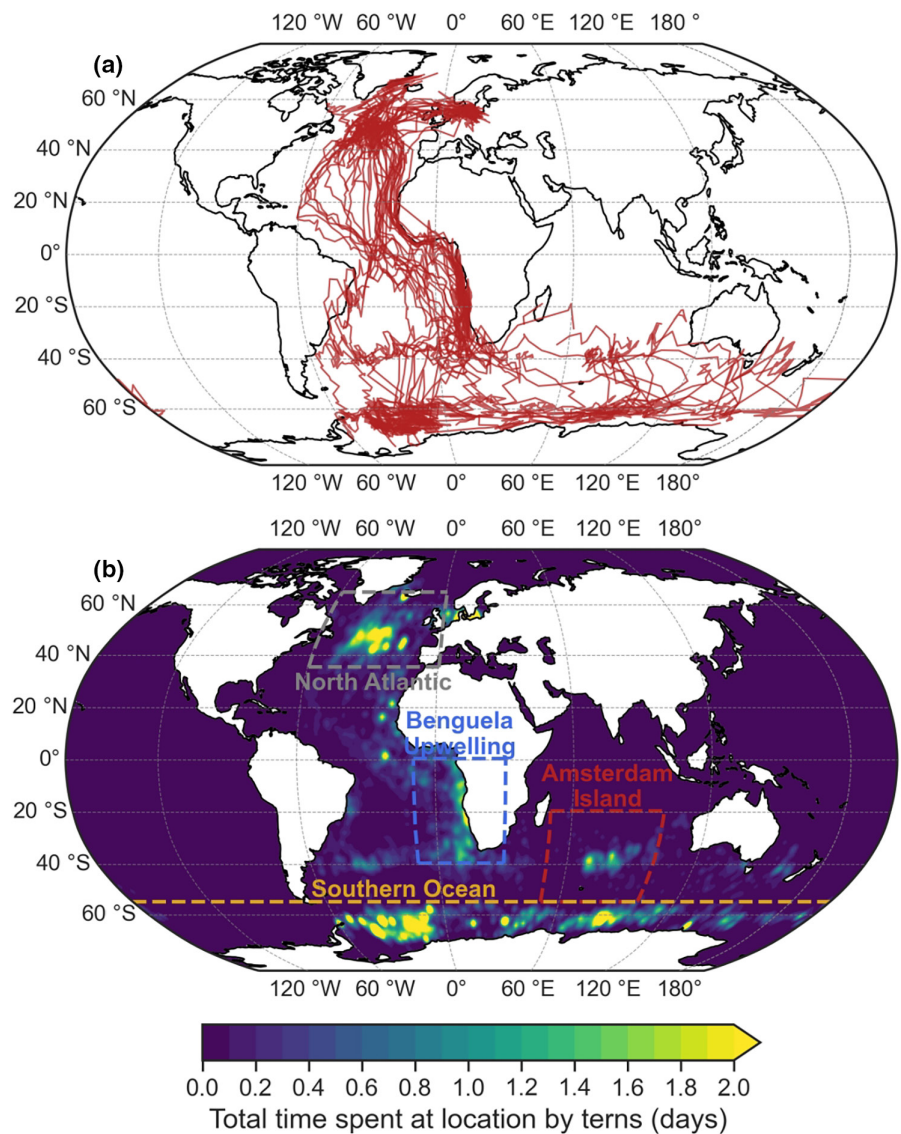 120 °W 60 °W 0° 60 °E 120 °E 180 °
(a)
60 °N
40 °N
20 °N
0°
20 °S
40 °S
60 °S
120 °W 60 °W 0° 60 °E 120 °E 180°
120 °W 60 °W 0° 60 °E 120 °E 180°
(b)
60 °N
40 °N
North Atlantic
20 °N
Benguela
Upwelling
0°
Amsterdam
Island
20 °S
40 °S
Southern Ocean
60 °S
120 °W 60 °W 0° 60 °E 120 °E 180°
0.0 0.2 0.4 0.6 0.8 1.0 1.2 1.4 1.6 1.8 2.0
Total time spent at location by terns (days)